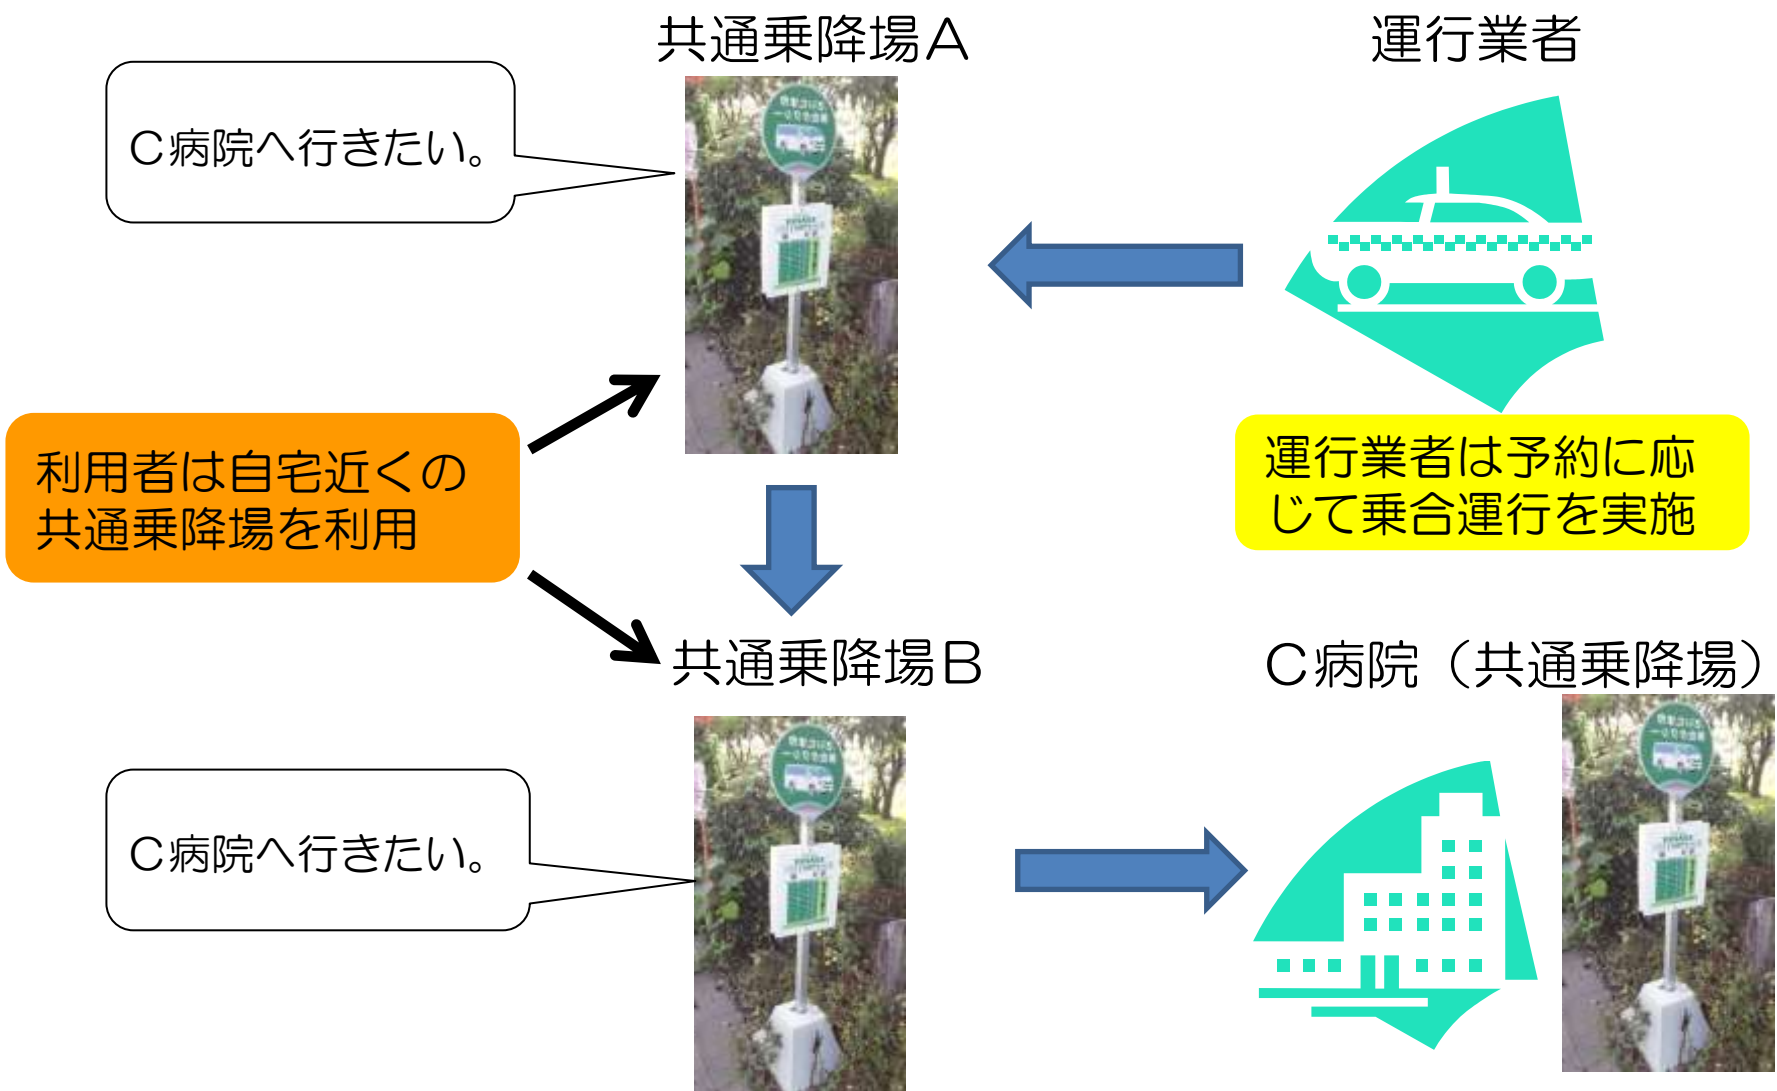 共通乗降場A
運行業者
C病院へ行きたい。
利用者は自宅近くの
共通乗降場を利用
運行業者は予約に応
じて乗合運行を実施
共通乗降場B
C病院（共通乗降場）
C病院へ行きたい。